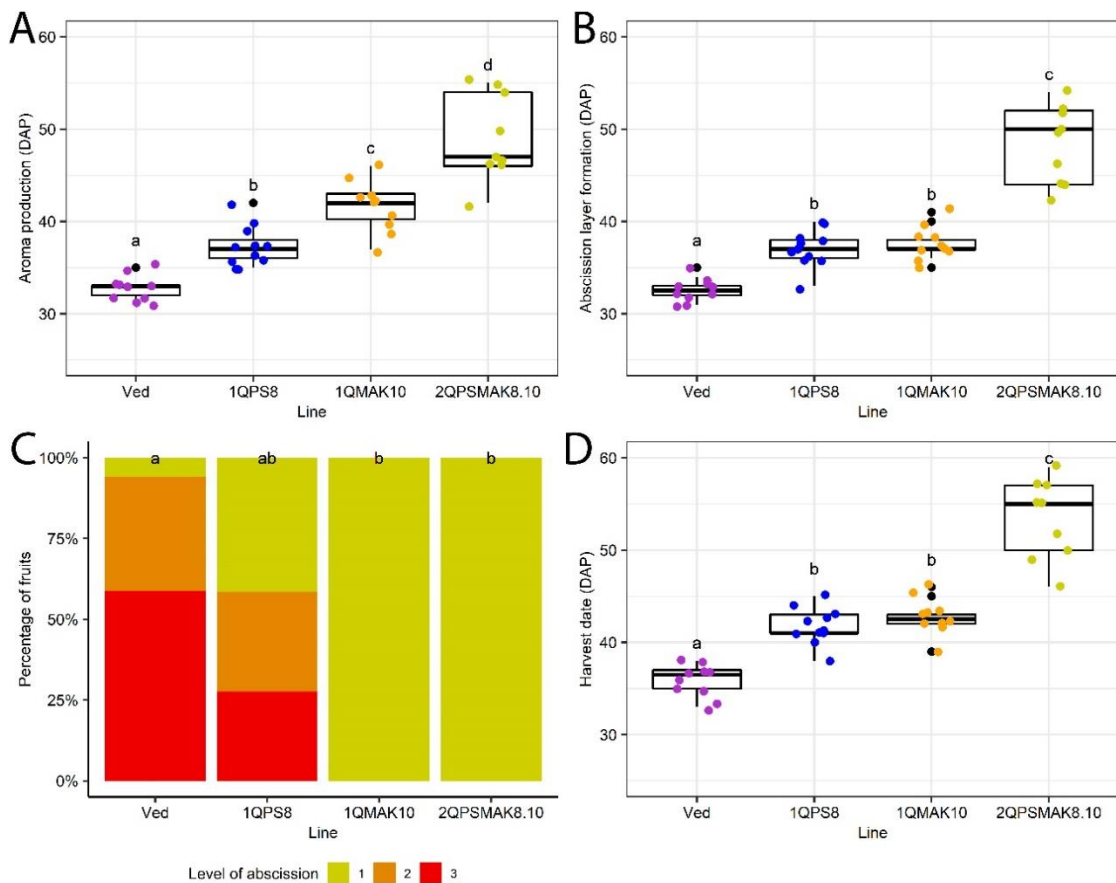 A
Aroma production (DAP)
60
50
40
30
a
b
c
d
Ved
1QPS8
1QMAK10
2QPSMAK8.10
Line
B
Abscission layer formation (DAP)
60
50
40
30
a
b
b
c
Ved
1QPS8
1QMAK10
2QPSMAK8.10
Line
C
Percentage of fruits
100%
75%
50%
25%
0%
a
ab
b
b
Ved
1QPS8
1QMAK10
2QPSMAK8.10
Line
Level of abscission 1 2 3
D
Harvest date (DAP)
60
50
40
30
a
b
b
c
Ved
1QPS8
1QMAK10
2QPSMAK8.10
Line